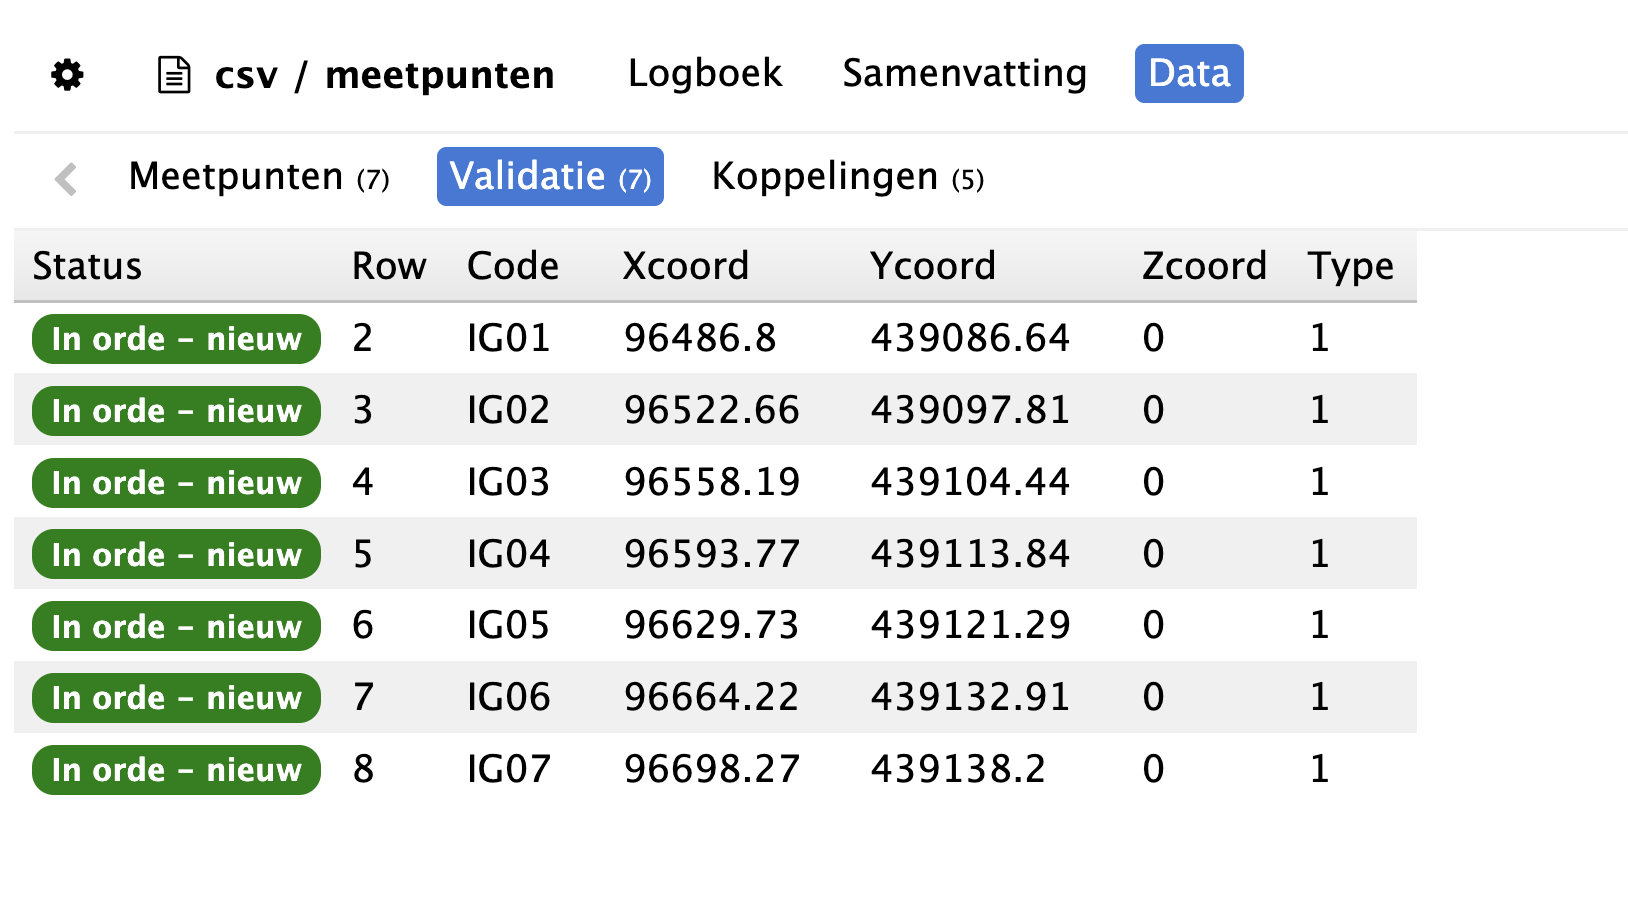 csv / meetpunten Logboek Samenvatting Data
Meetpunten (7) Validatie (7) Koppelingen (5)
Status Row Code Xcoord Ycoord Zcoord Type
In orde - nieuw 2 IG01 96486.8 439086.64 0 1
In orde - nieuw 3 IG02 96522.66 439097.81 0 1
In orde - nieuw 4 IG03 96558.19 439104.44 0 1
In orde - nieuw 5 IG04 96593.77 439113.84 0 1
In orde - nieuw 6 IG05 96629.73 439121.29 0 1
In orde - nieuw 7 IG06 96664.22 439132.91 0 1
In orde - nieuw 8 IG07 96698.27 439138.2 0 1